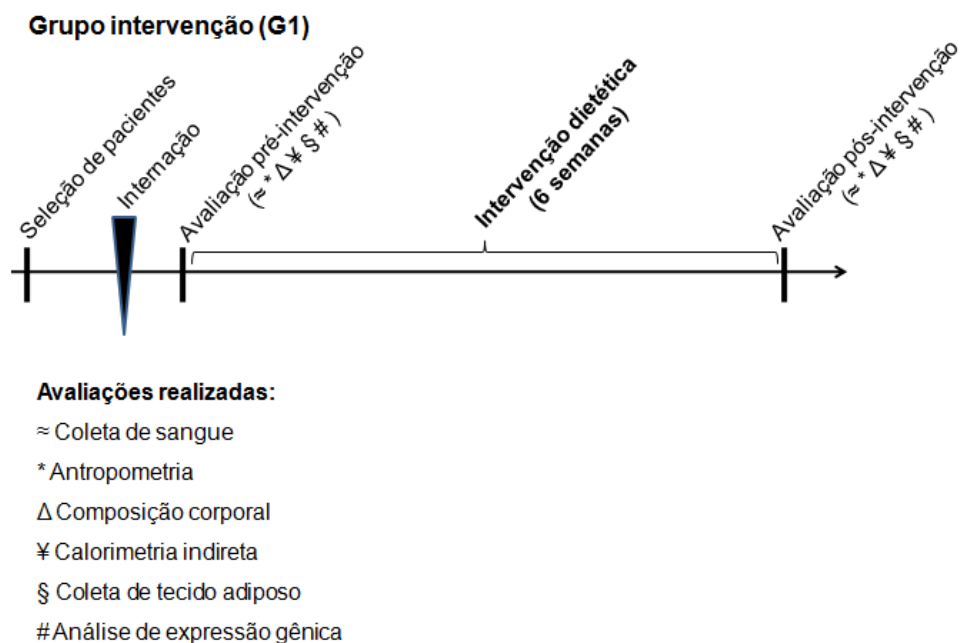 Grupo intervenção (G1)
Seleção de pacientes
Internação
Avaliação pré-intervenção
(≈ * Δ ¥ § # )
Intervenção dietética
(6 semanas)
Avaliação pós-intervenção
(≈ * Δ ¥ § # )
Avaliações realizadas:
≈ Coleta de sangue
* Antropometria
Δ Composição corporal
¥ Calorimetria indireta
§ Coleta de tecido adiposo
# Análise de expressão gênica